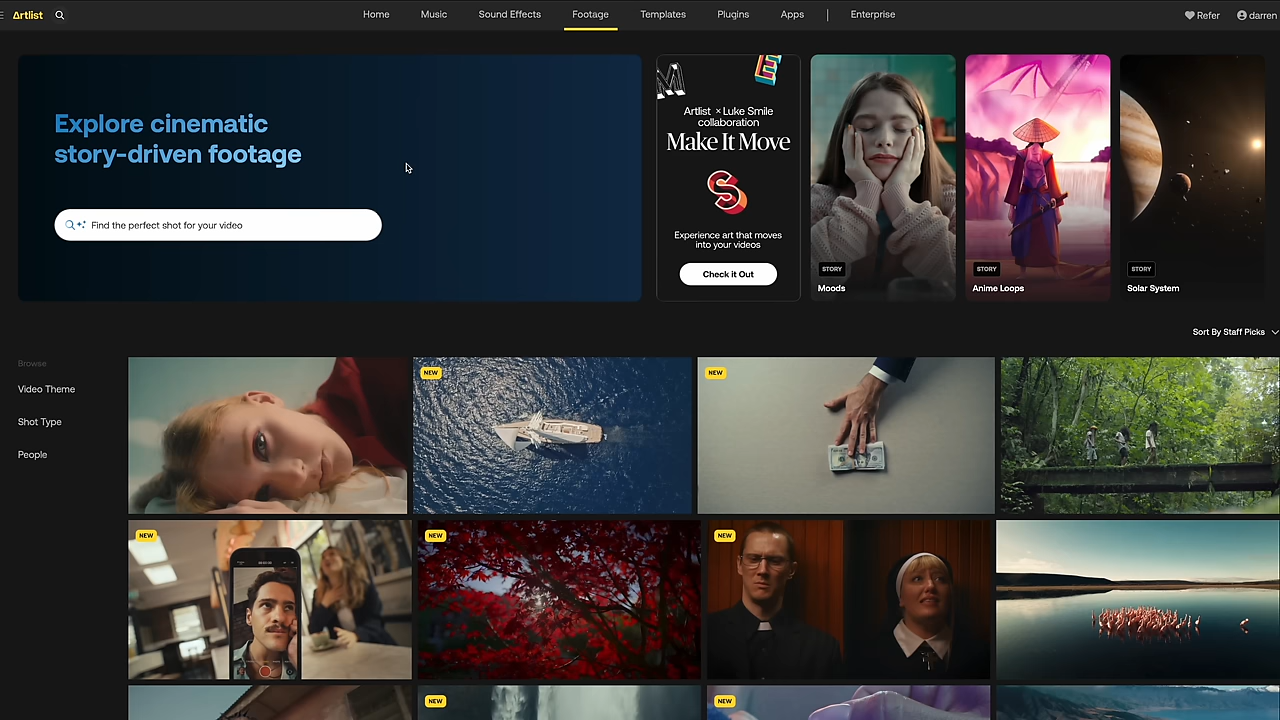 Artlist
Home
Music
Sound Effects
Footage
Templates
Plugins
Apps
Enterprise
Refer
darren
Explore cinematic
story-driven footage
Find the perfect shot for your video
M
E
Artlist × Luke Smile
collaboration
Make It Move
S
Experience art that moves
into your videos
Check it Out
STORY
Moods
STORY
Anime Loops
STORY
Solar System
Sort By Staff Picks
Browse
Video Theme
Shot Type
People
NEW
NEW
NEW
NEW
NEW
NEW
NEW